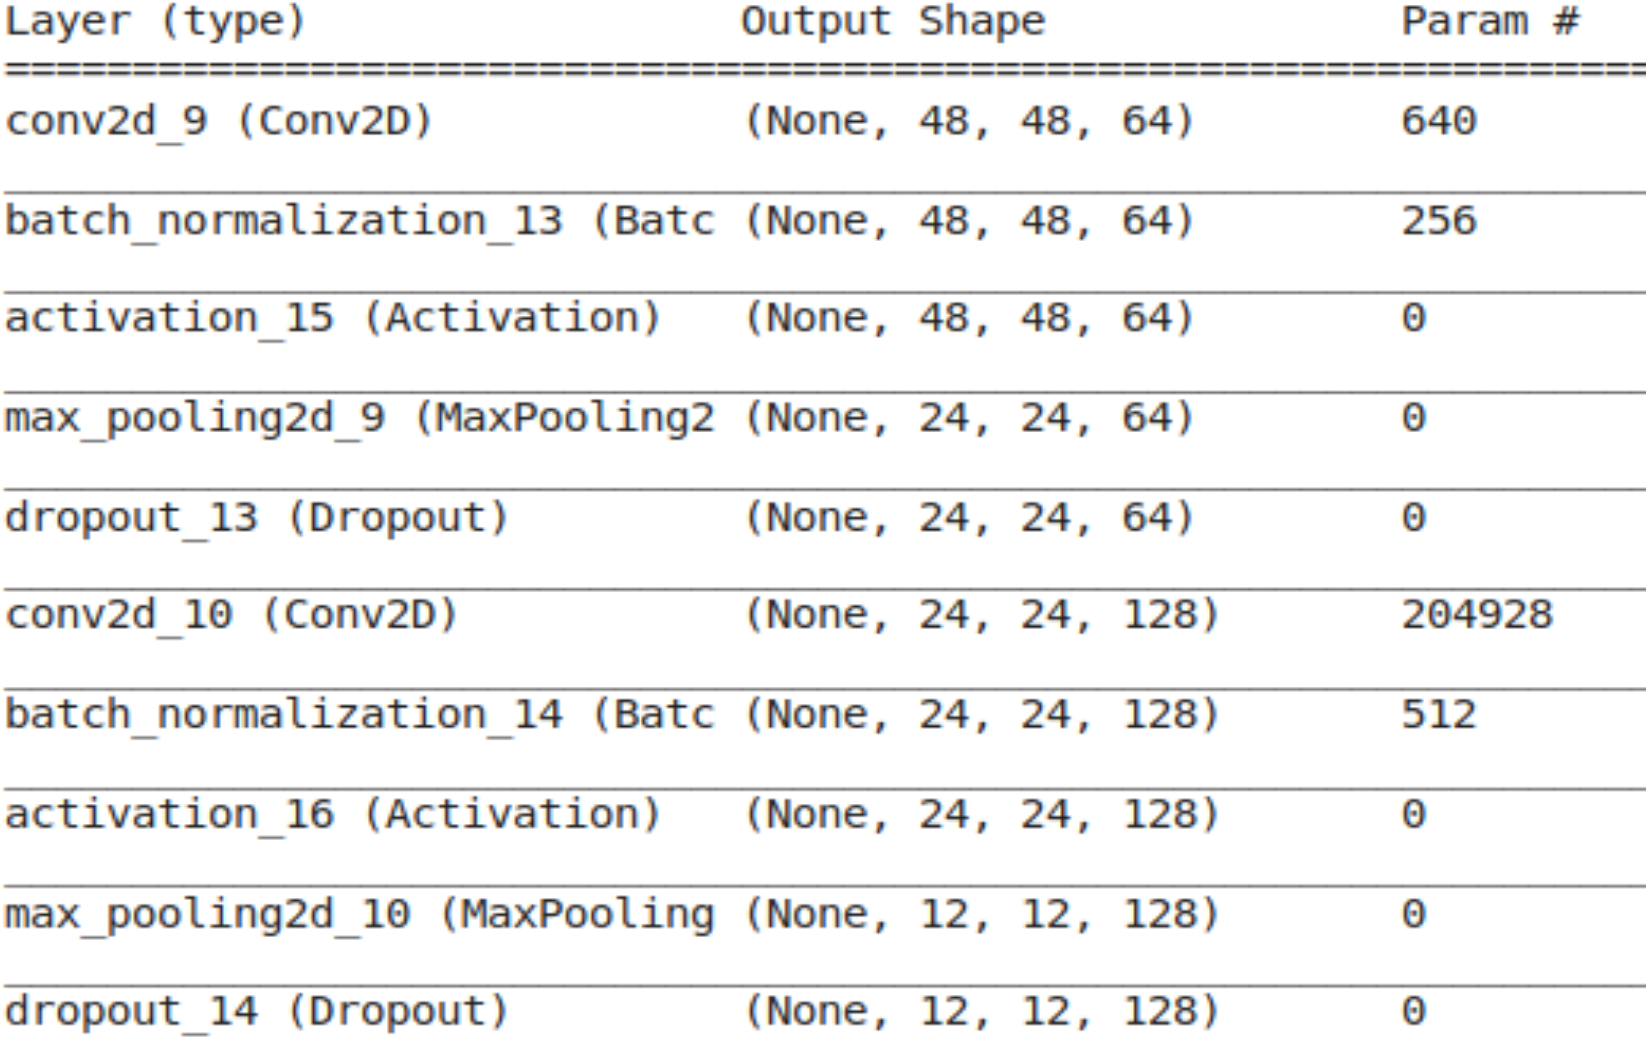 Layer (type) Output Shape Param #
=================================================================
conv2d_9 (Conv2D) (None, 48, 48, 64) 640
batch_normalization_13 (Batc (None, 48, 48, 64) 256
activation_15 (Activation) (None, 48, 48, 64) 0
max_pooling2d_9 (MaxPooling2 (None, 24, 24, 64) 0
dropout_13 (Dropout) (None, 24, 24, 64) 0
conv2d_10 (Conv2D) (None, 24, 24, 128) 204928
batch_normalization_14 (Batc (None, 24, 24, 128) 512
activation_16 (Activation) (None, 24, 24, 128) 0
max_pooling2d_10 (MaxPooling (None, 12, 12, 128) 0
dropout_14 (Dropout) (None, 12, 12, 128) 0